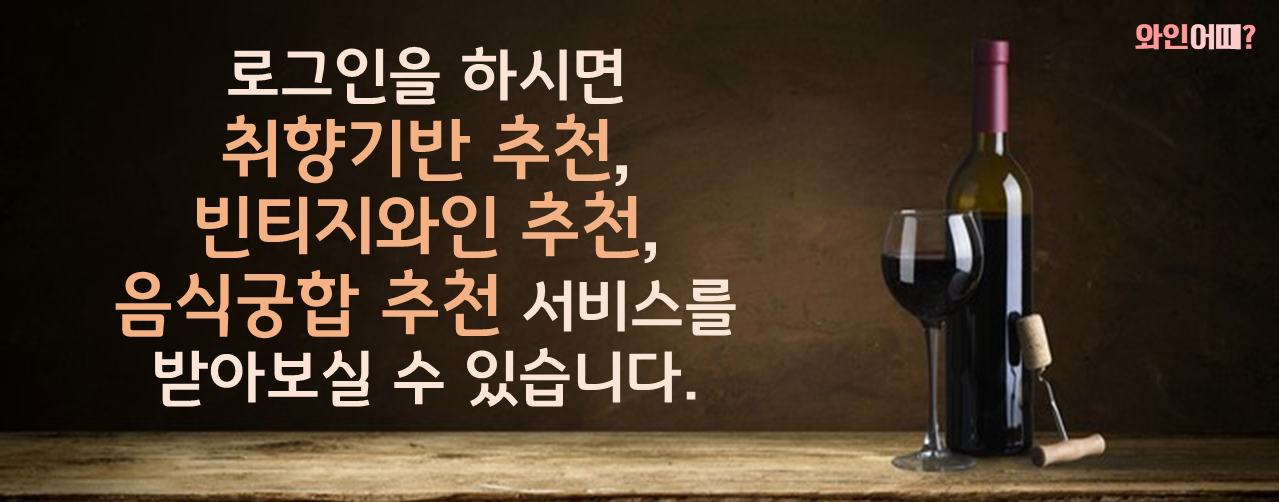 와인어떄?
로그인을 하시면
취향기반 추천,
빈티지와인 추천,
음식궁합 추천 서비스를
받아보실 수 있습니다.